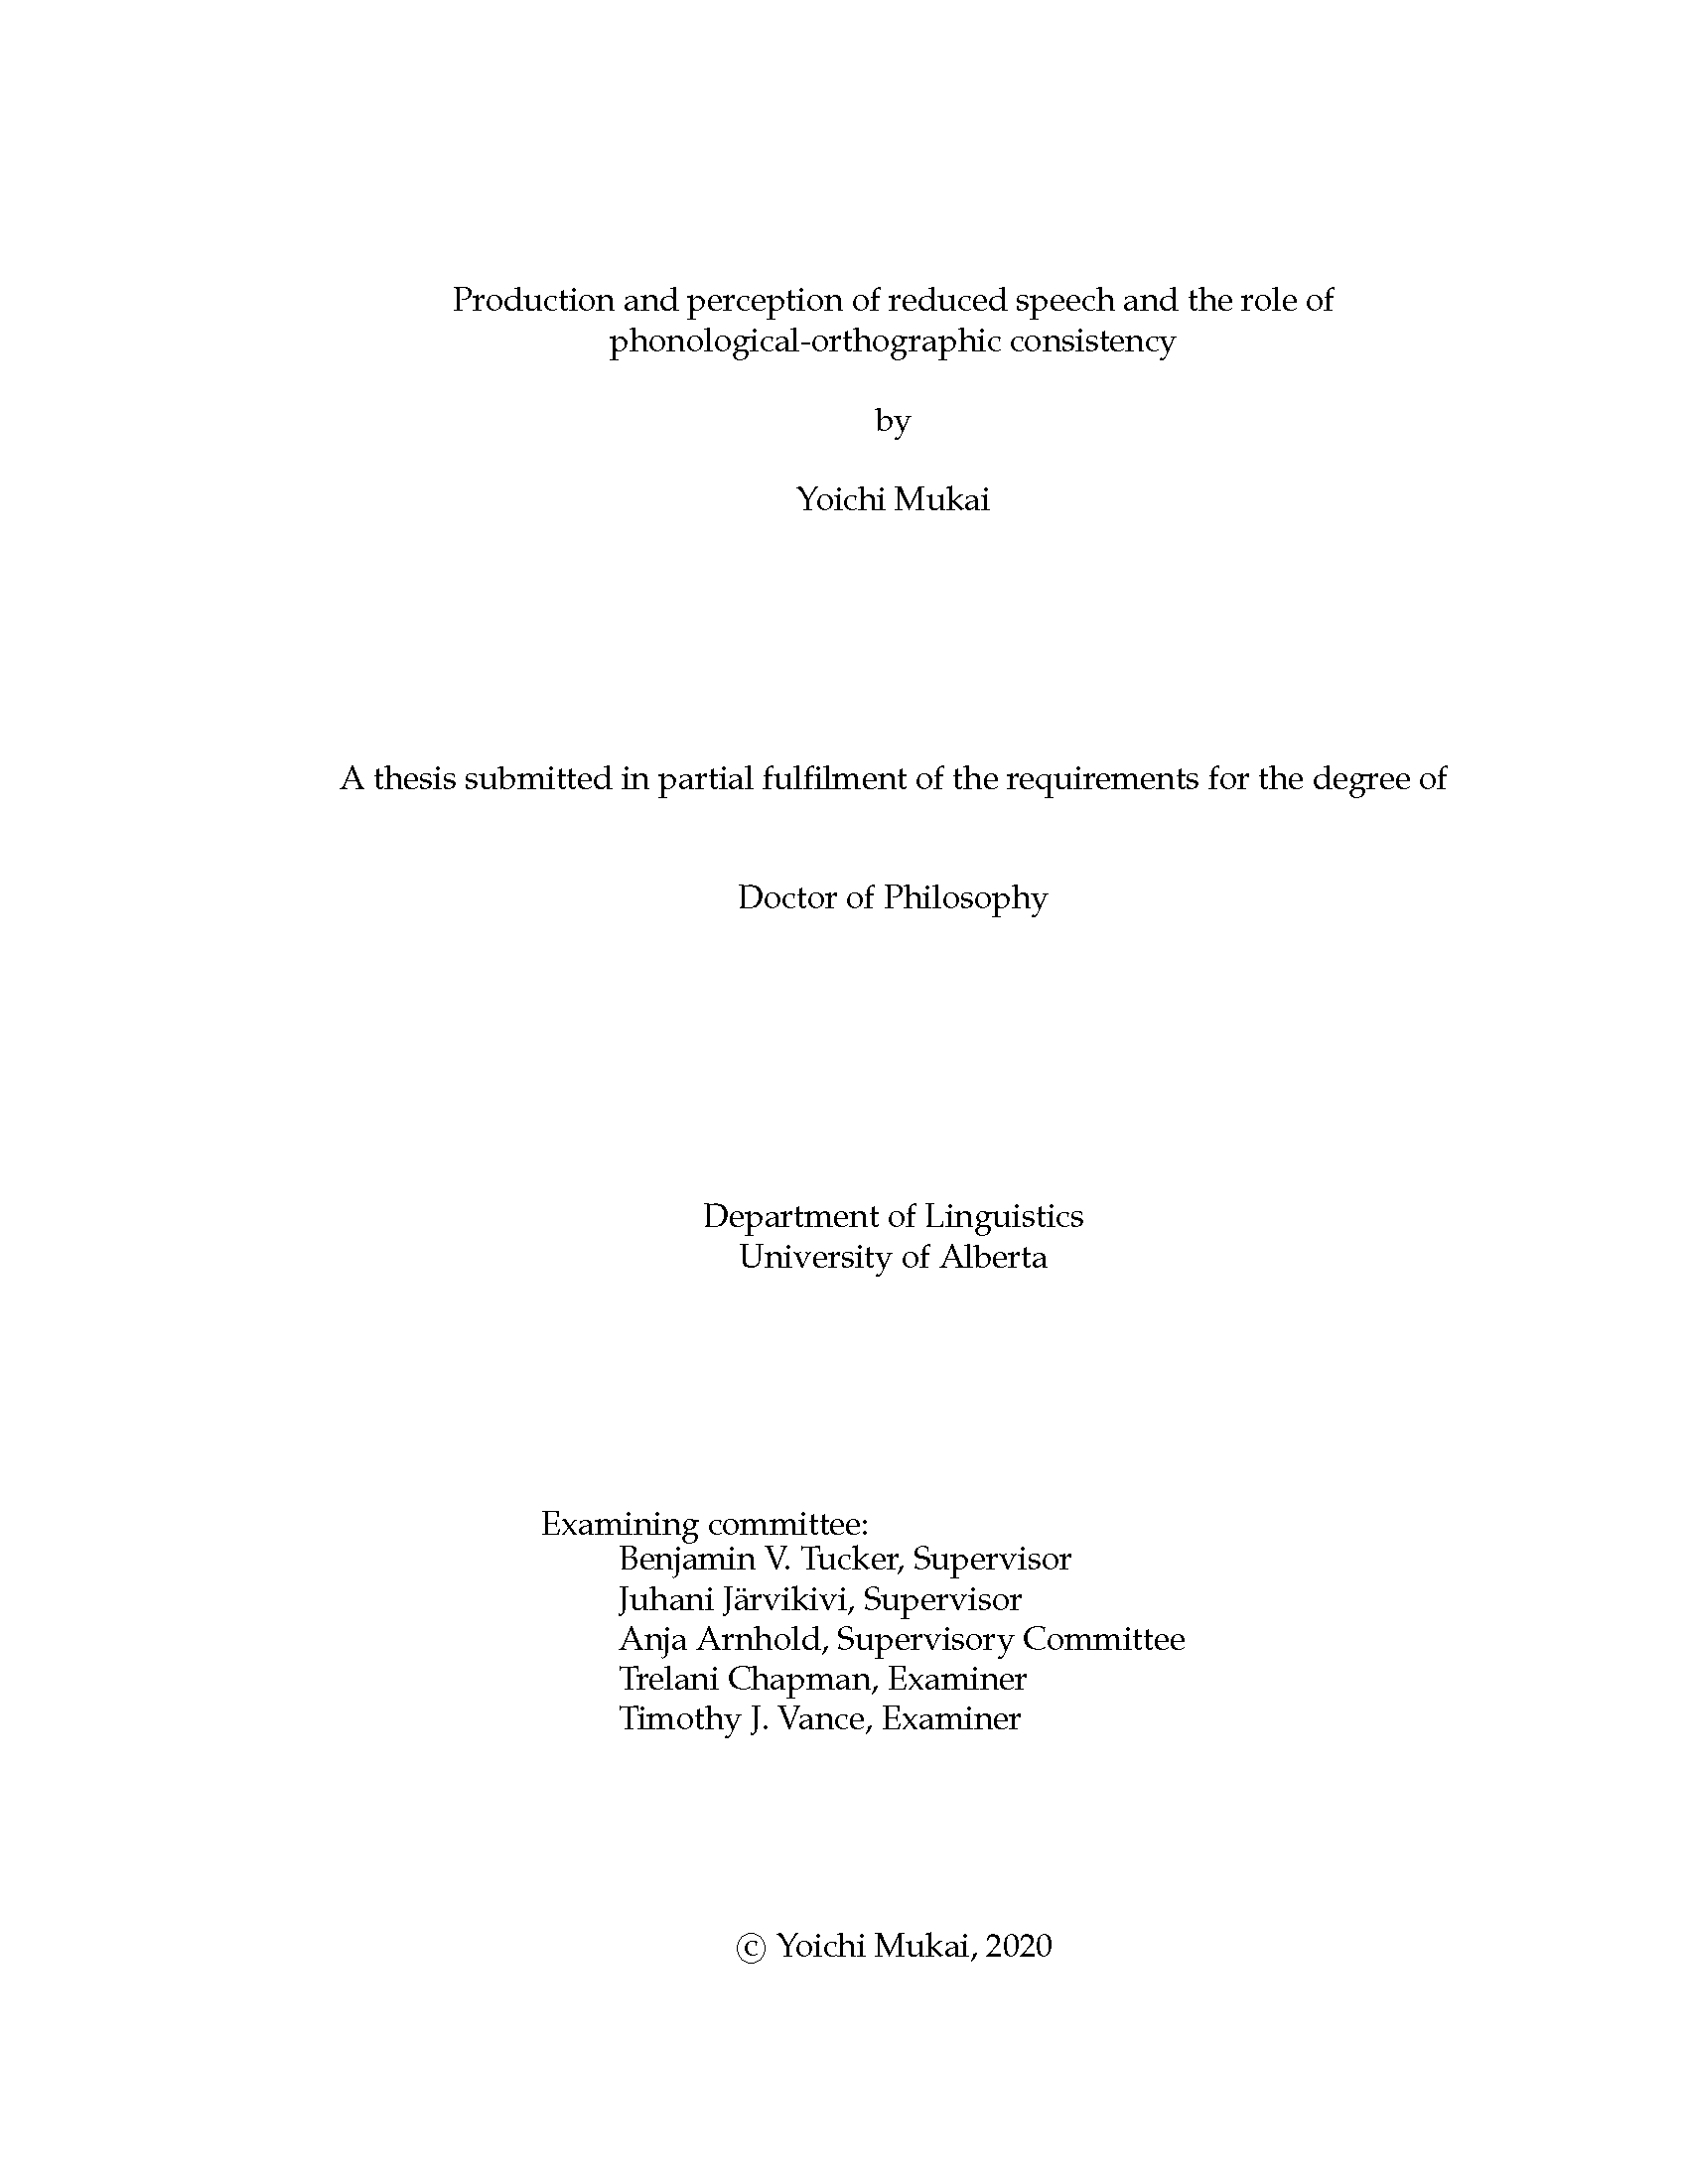 Production and perception of reduced speech and the role of
phonological-orthographic consistency
by
Yoichi Mukai
A thesis submitted in partial fulfilment of the requirements for the degree of
Doctor of Philosophy
Department of Linguistics
University of Alberta
Examining committee:
Benjamin V. Tucker, Supervisor
Juhani Järvikivi, Supervisor
Anja Arnhold, Supervisory Committee
Trelani Chapman, Examiner
Timothy J. Vance, Examiner
© Yoichi Mukai, 2020